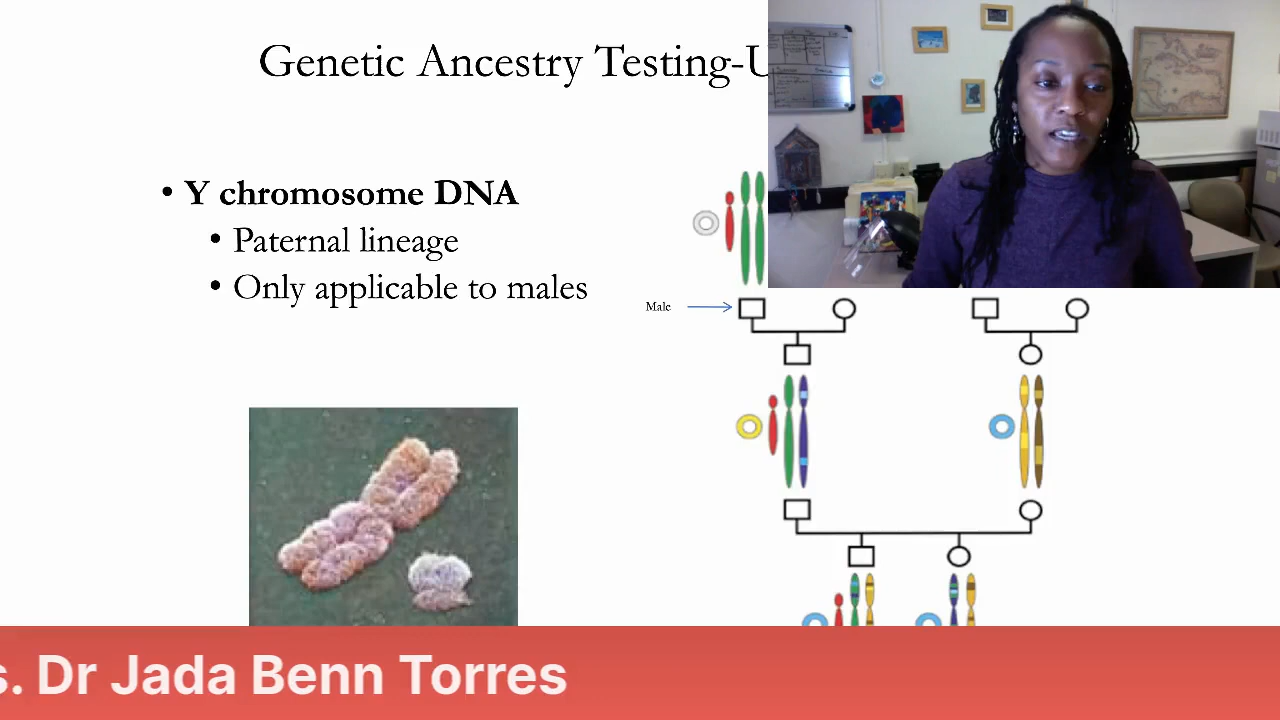 Genetic Ancestry Testing-U
• Y chromosome DNA
• Paternal lineage
• Only applicable to males
Male
s. Dr Jada Benn Torres